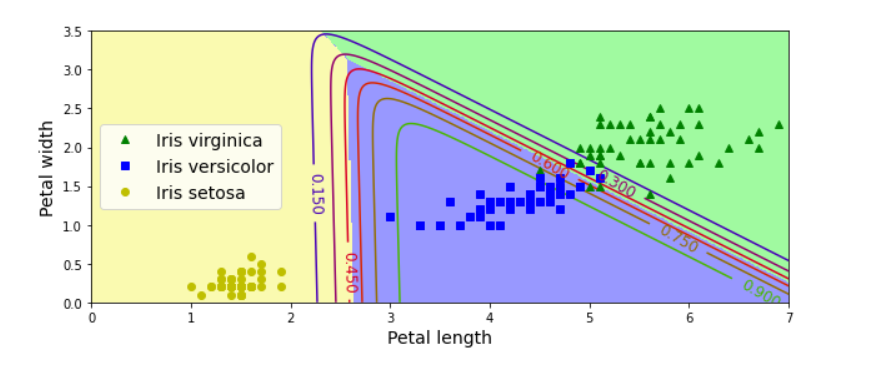 3.5
3.0
2.5
2.0
1.5
1.0
0.5
0.0
Petal width
Iris virginica
Iris versicolor
Iris setosa
0.150
0.450
0.600
0.300
0.750
0.900
0 1 2 3 4 5 6 7
Petal length